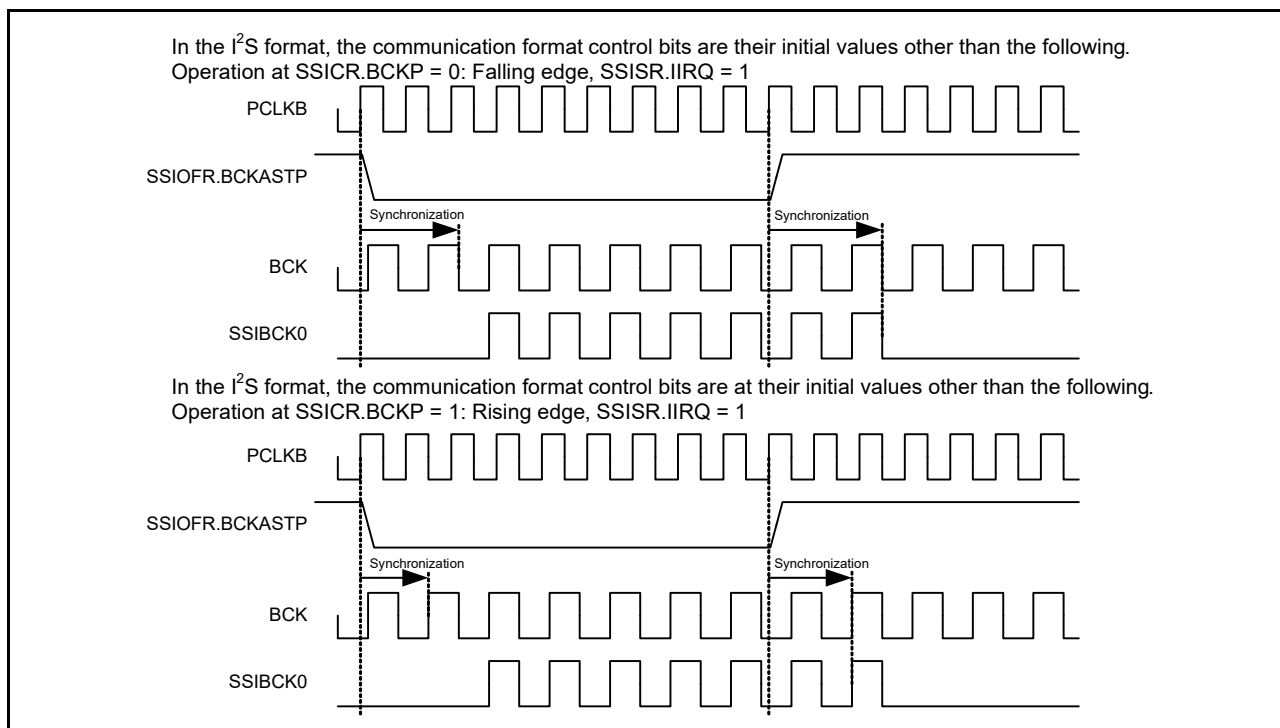 In the I²S format, the communication format control bits are their initial values other than the following.
Operation at SSICR.BCKP = 0: Falling edge, SSISR.IIRQ = 1
PCLKB
SSIOFR.BCKASTP
Synchronization Synchronization
BCK
SSIBCK0
In the I²S format, the communication format control bits are at their initial values other than the following.
Operation at SSICR.BCKP = 1: Rising edge, SSISR.IIRQ = 1
PCLKB
SSIOFR.BCKASTP
Synchronization Synchronization
BCK
SSIBCK0